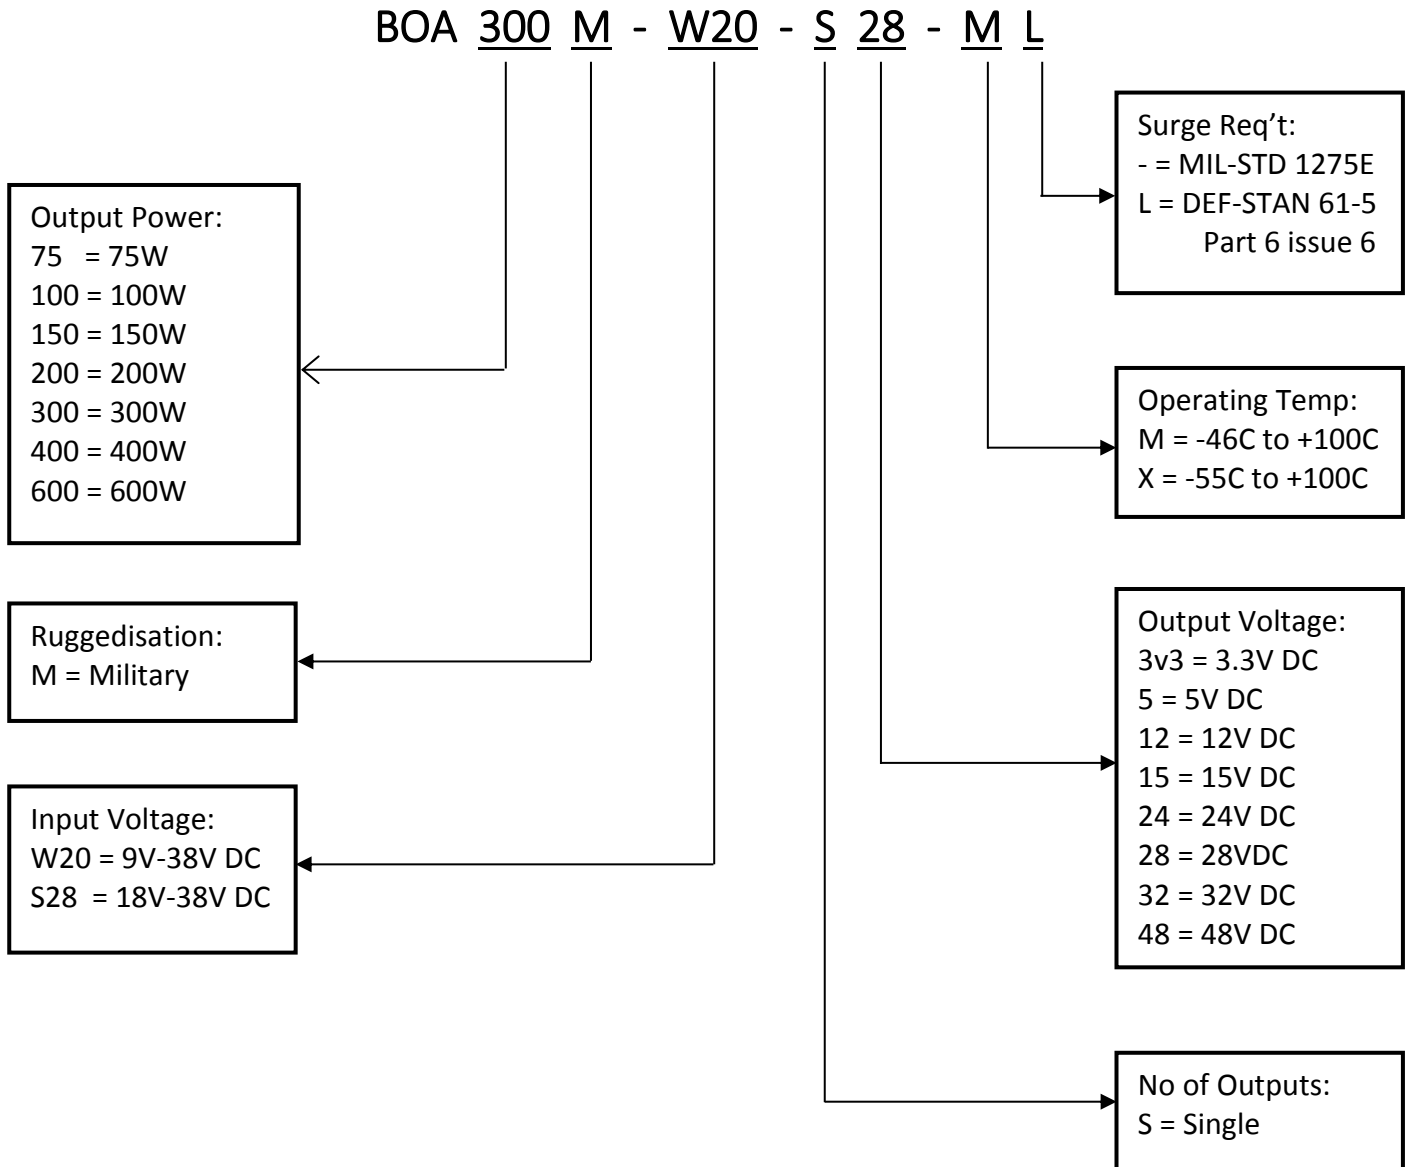 BOA 300 M - W20 - S 28 - M L
Surge Req’t:
- = MIL-STD 1275E
L = DEF-STAN 61-5
Part 6 issue 6
Output Power:
75 = 75W
100 = 100W
150 = 150W
200 = 200W
300 = 300W
400 = 400W
600 = 600W
Operating Temp:
M = -46C to +100C
X = -55C to +100C
Ruggedisation:
M = Military
Output Voltage:
3v3 = 3.3V DC
5 = 5V DC
12 = 12V DC
15 = 15V DC
24 = 24V DC
28 = 28VDC
32 = 32V DC
48 = 48V DC
Input Voltage:
W20 = 9V-38V DC
S28 = 18V-38V DC
No of Outputs:
S = Single